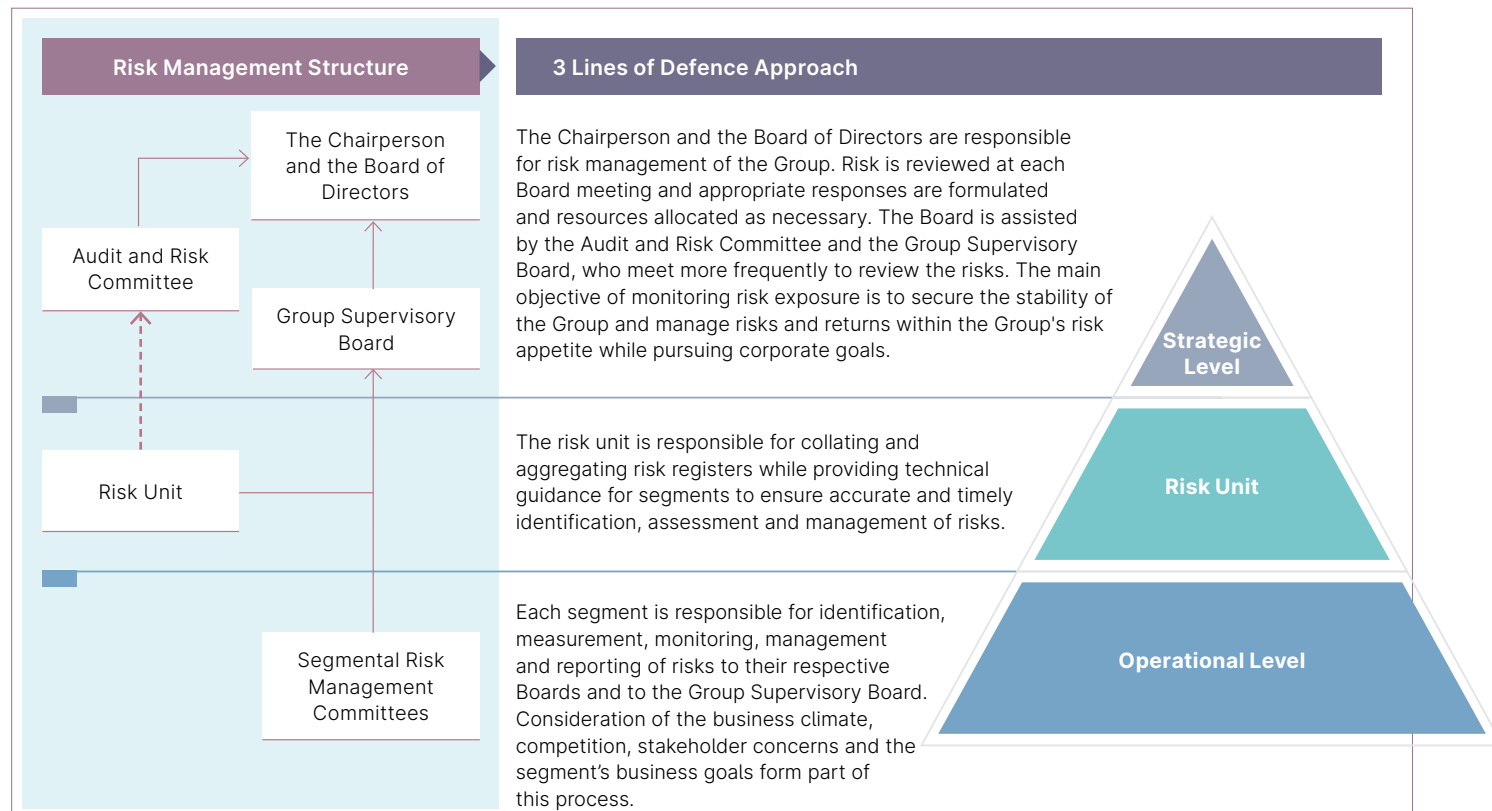 Risk Management Structure
3 Lines of Defence Approach
The Chairperson
and the Board of
Directors
Audit and Risk
Committee
Group Supervisory
Board
Risk Unit
Segmental Risk
Management
Committees
The Chairperson and the Board of Directors are responsible
for risk management of the Group. Risk is reviewed at each
Board meeting and appropriate responses are formulated
and resources allocated as necessary. The Board is assisted
by the Audit and Risk Committee and the Group Supervisory
Board, who meet more frequently to review the risks. The main
objective of monitoring risk exposure is to secure the stability of
the Group and manage risks and returns within the Group's risk
appetite while pursuing corporate goals.
The risk unit is responsible for collating and
aggregating risk registers while providing technical
guidance for segments to ensure accurate and timely
identification, assessment and management of risks.
Each segment is responsible for identification,
measurement, monitoring, management
and reporting of risks to their respective
Boards and to the Group Supervisory Board.
Consideration of the business climate,
competition, stakeholder concerns and the
segment’s business goals form part of
this process.
Strategic
Level
Risk Unit
Operational Level